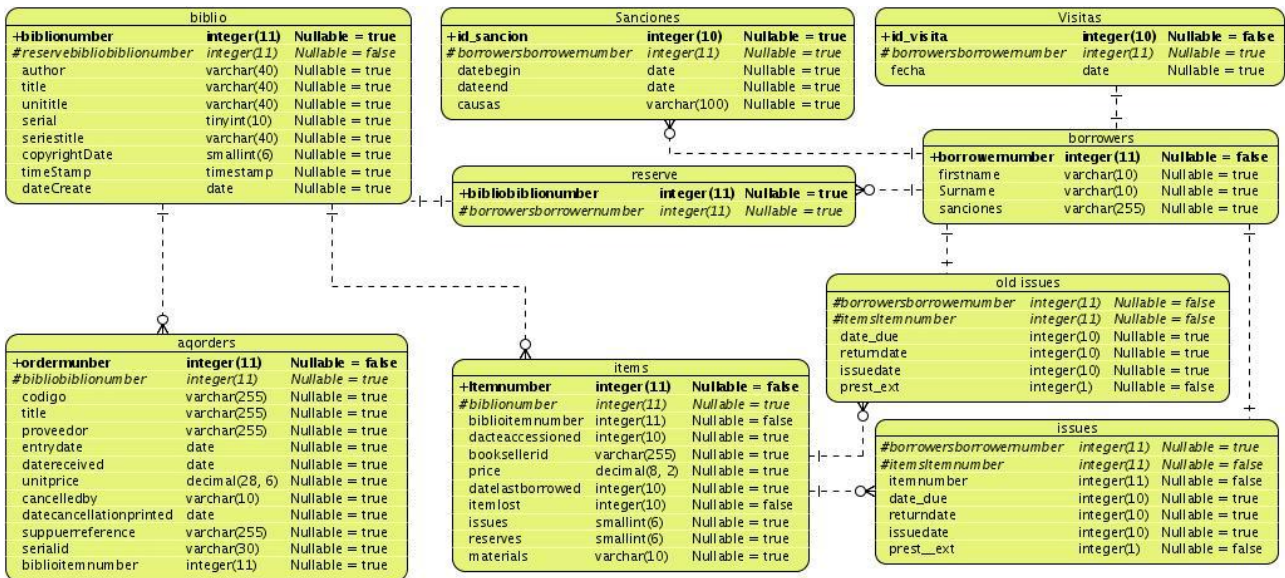 biblio
+biblionumber integer(11) Nullable = true
#reservebibliobiblionumber integer(11) Nullable = false
author varchar(40) Nullable = true
title varchar(40) Nullable = true
unititle varchar(40) Nullable = true
serial tinyint(10) Nullable = true
seriestitle varchar(40) Nullable = true
copyrightDate smallint(6) Nullable = true
timeStamp timestamp Nullable = true
dateCreate date Nullable = true
Sanciones
+id_sancion integer(10) Nullable = true
#borrowersborrowernumber integer(11) Nullable = true
datebegin date Nullable = true
dateend date Nullable = true
causas varchar(100) Nullable = true
Visitas
+id_visita integer(10) Nullable = false
#borrowersborrowernumber integer(11) Nullable = true
fecha date Nullable = true
reserve
+bibliobiblionumber integer(11) Nullable = true
#borrowersborrowernumber integer(11) Nullable = true
borrowers
+borrowernumber integer(11) Nullable = false
firstname varchar(10) Nullable = true
Surname varchar(10) Nullable = true
sanciones varchar(255) Nullable = true
old issues
#borrowersborrowernumber integer(11) Nullable = false
#itemsItemnumber integer(11) Nullable = false
date_due integer(10) Nullable = true
returndate integer(10) Nullable = true
issuedate integer(10) Nullable = true
prest_ext integer(1) Nullable = false
aqorders
+ordermunber integer(11) Nullable = false
#bibliobiblionumber integer(11) Nullable = true
codigo varchar(255) Nullable = true
title varchar(255) Nullable = true
proveedor varchar(255) Nullable = true
entrydate date Nullable = true
datereceived date Nullable = true
unitprice decimal(28, 6) Nullable = true
cancelledby varchar(10) Nullable = true
datecancellationprinted date Nullable = true
suppuerreference varchar(255) Nullable = true
serialid varchar(30) Nullable = true
biblioitemnumber integer(11) Nullable = true
items
+Itemnumber integer(11) Nullable = false
#biblionumber integer(11) Nullable = true
biblioitemnumber integer(11) Nullable = false
dacteaccessioned integer(10) Nullable = true
booksellerid varchar(255) Nullable = true
price decimal(8, 2) Nullable = true
datelastborrowed integer(10) Nullable = true
itemlost integer(10) Nullable = false
issues smallint(6) Nullable = true
reserves smallint(6) Nullable = true
materials varchar(10) Nullable = true
issues
#borrowersborrowernumber integer(11) Nullable = true
#itemsItemnumber integer(11) Nullable = false
itemnumber integer(11) Nullable = false
date_due integer(10) Nullable = true
returndate integer(10) Nullable = true
issuedate integer(10) Nullable = true
prest__ext integer(1) Nullable = false